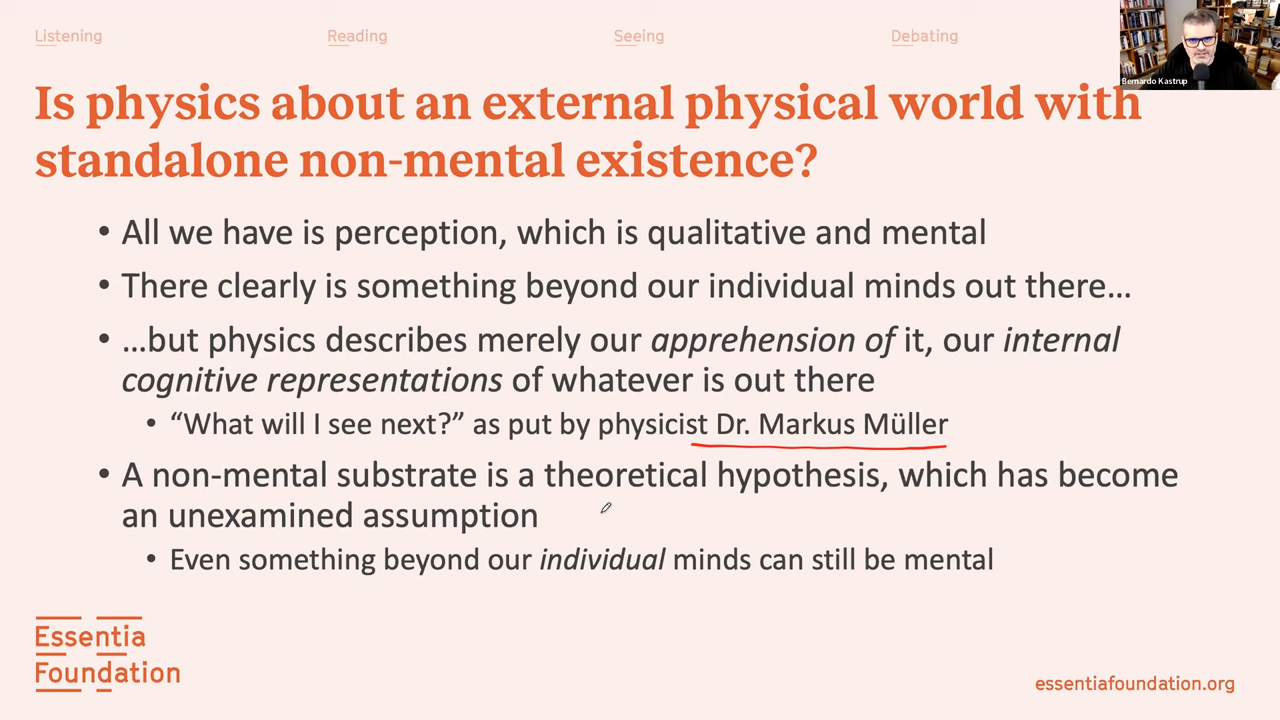 Listening Reading Seeing Debating
Bernardo Kastrup
Is physics about an external physical world with
standalone non-mental existence?
• All we have is perception, which is qualitative and mental
• There clearly is something beyond our individual minds out there…
• …but physics describes merely our apprehension of it, our internal
cognitive representations of whatever is out there
• “What will I see next?” as put by physicist Dr. Markus Müller
• A non-mental substrate is a theoretical hypothesis, which has become
an unexamined assumption
• Even something beyond our individual minds can still be mental
Essentia
Foundation
essentiafoundation.org